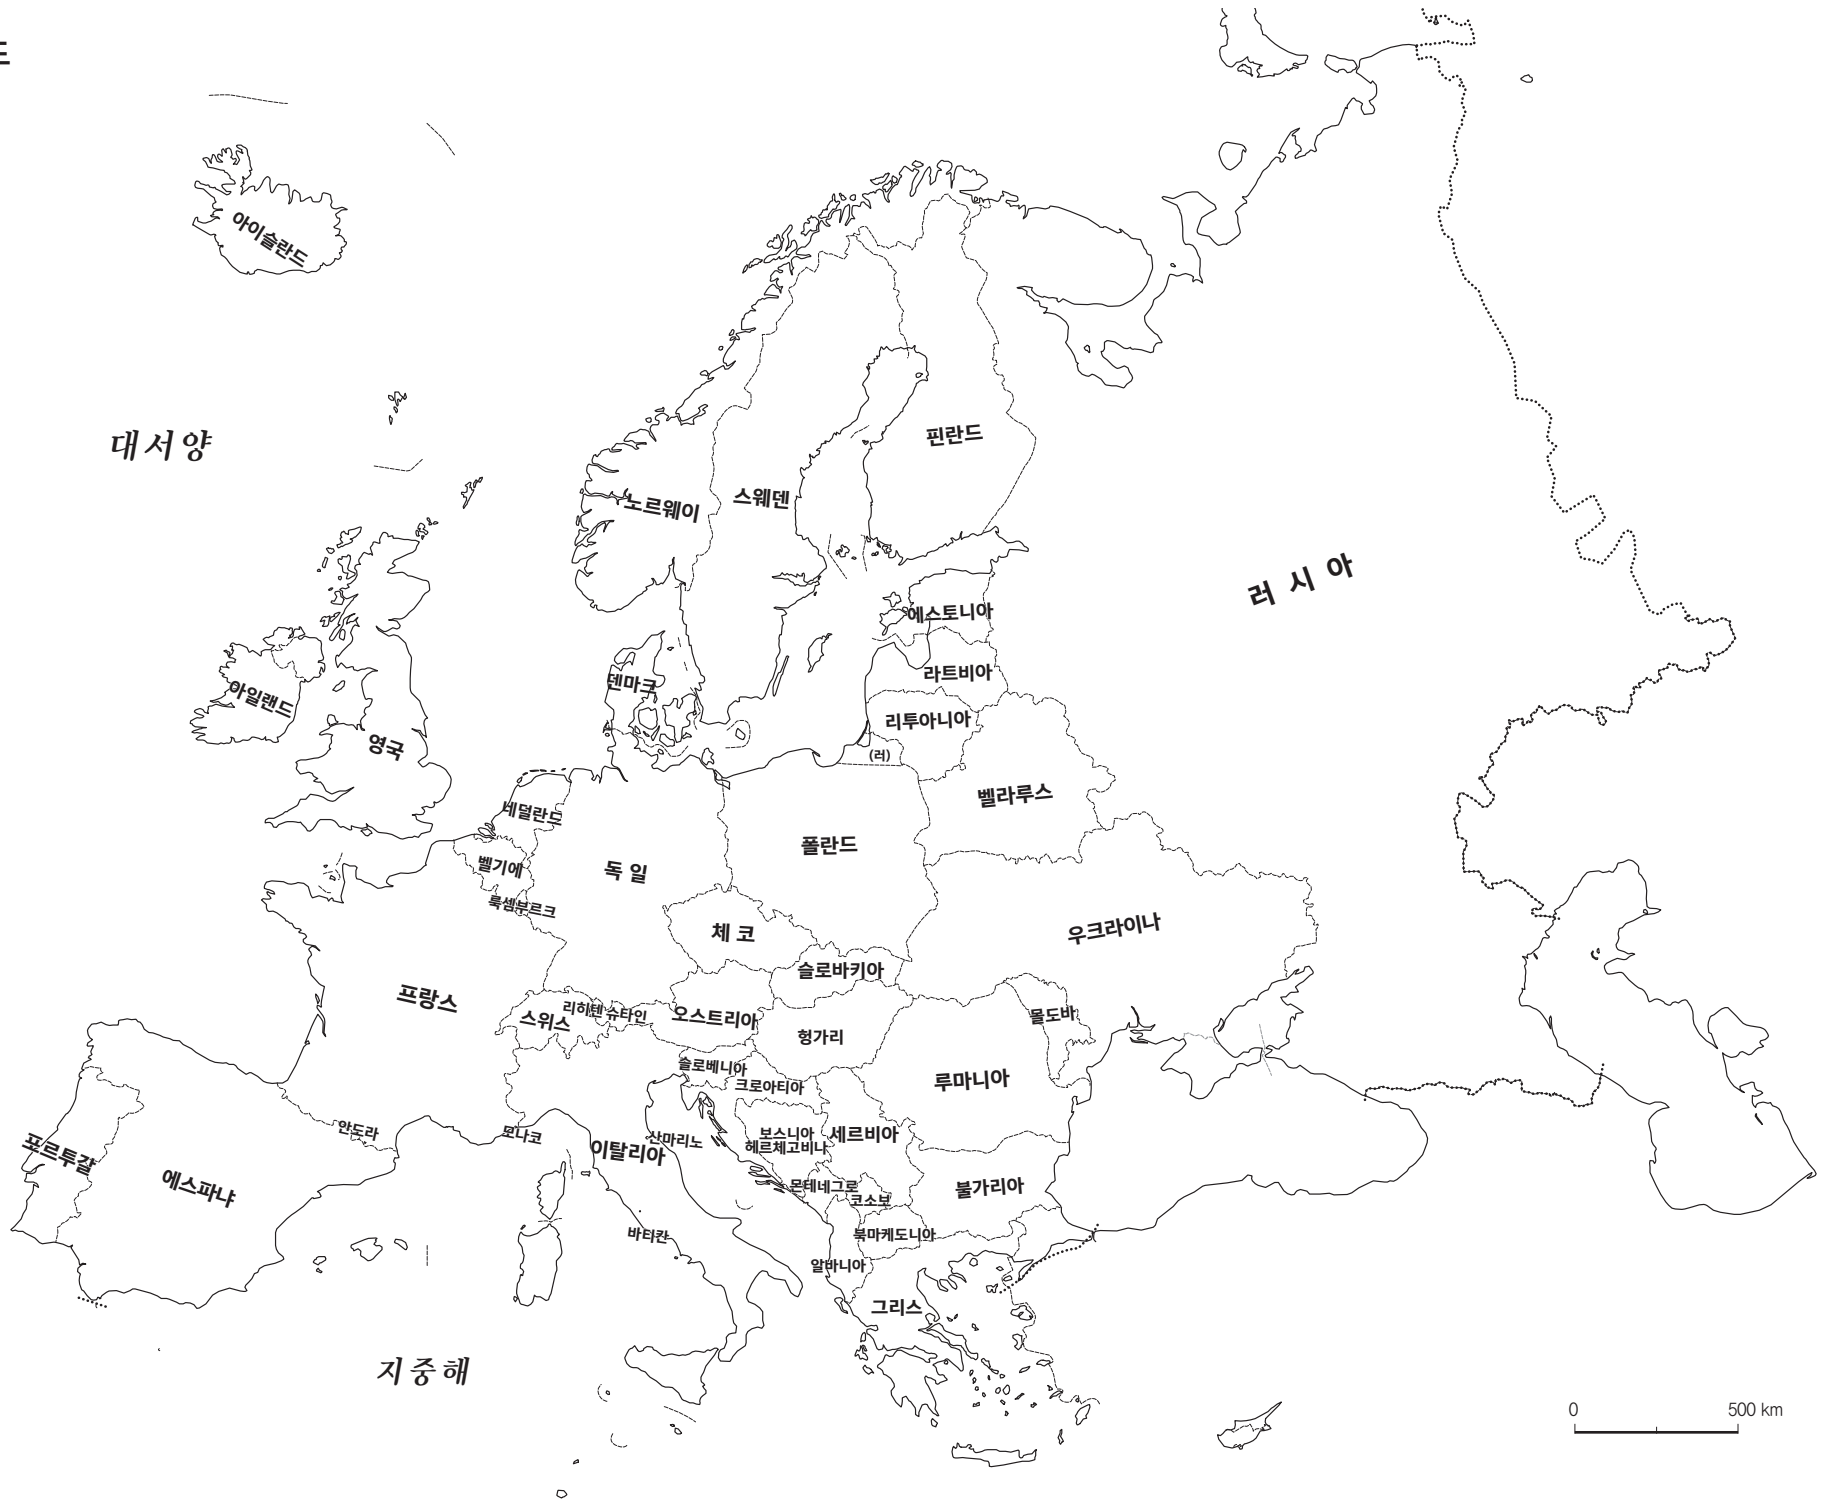 드
아이슬란드
대서양
핀란드
노르웨이
스웨덴
러 시 아
에스토니아
라트비아
덴마크
아일랜드
리투아니아
영국
(러)
벨라루스
네덜란드
폴란드
벨기에
독 일
룩셈부르크
우크라이나
체 코
슬로바키아
프랑스
리히텐슈타인
스위스
오스트리아
몰도바
헝가리
슬로베니아
루마니아
크로아티아
안도라
모나코
산마리노
보스니아
헤르체고비나
세르비아
포르투갈
이탈리아
에스파냐
몬테네그로
코소보
불가리아
바티칸
북마케도니아
알바니아
그리스
지중해
0 500 km